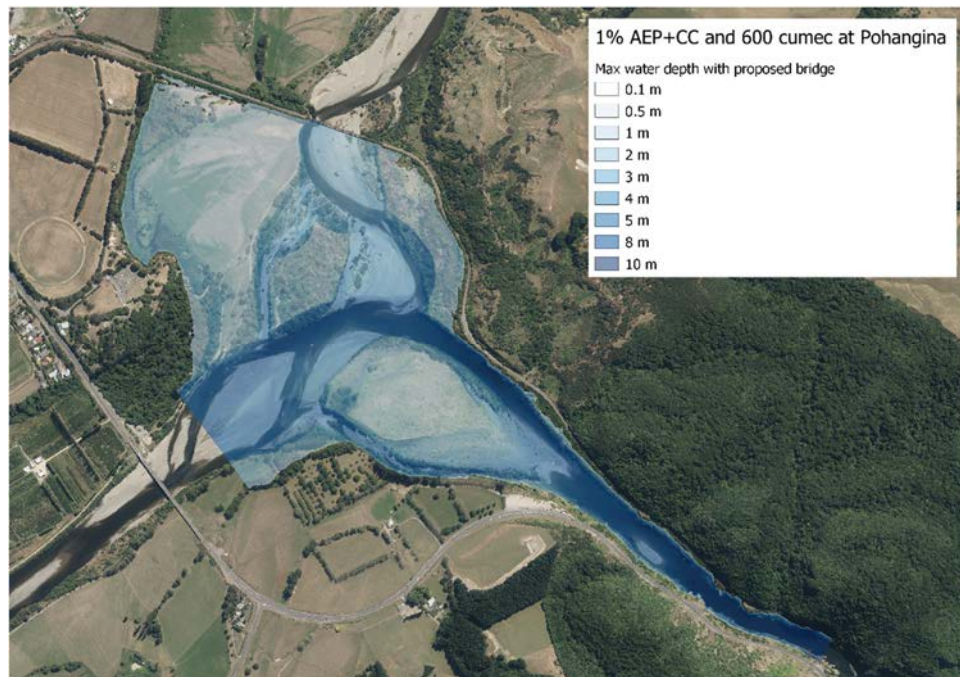 1% AEP+CC and 600 cumec at Pohangina
Max water depth with proposed bridge
0.1 m
0.5 m
1 m
2 m
3 m
4 m
5 m
8 m
10 m